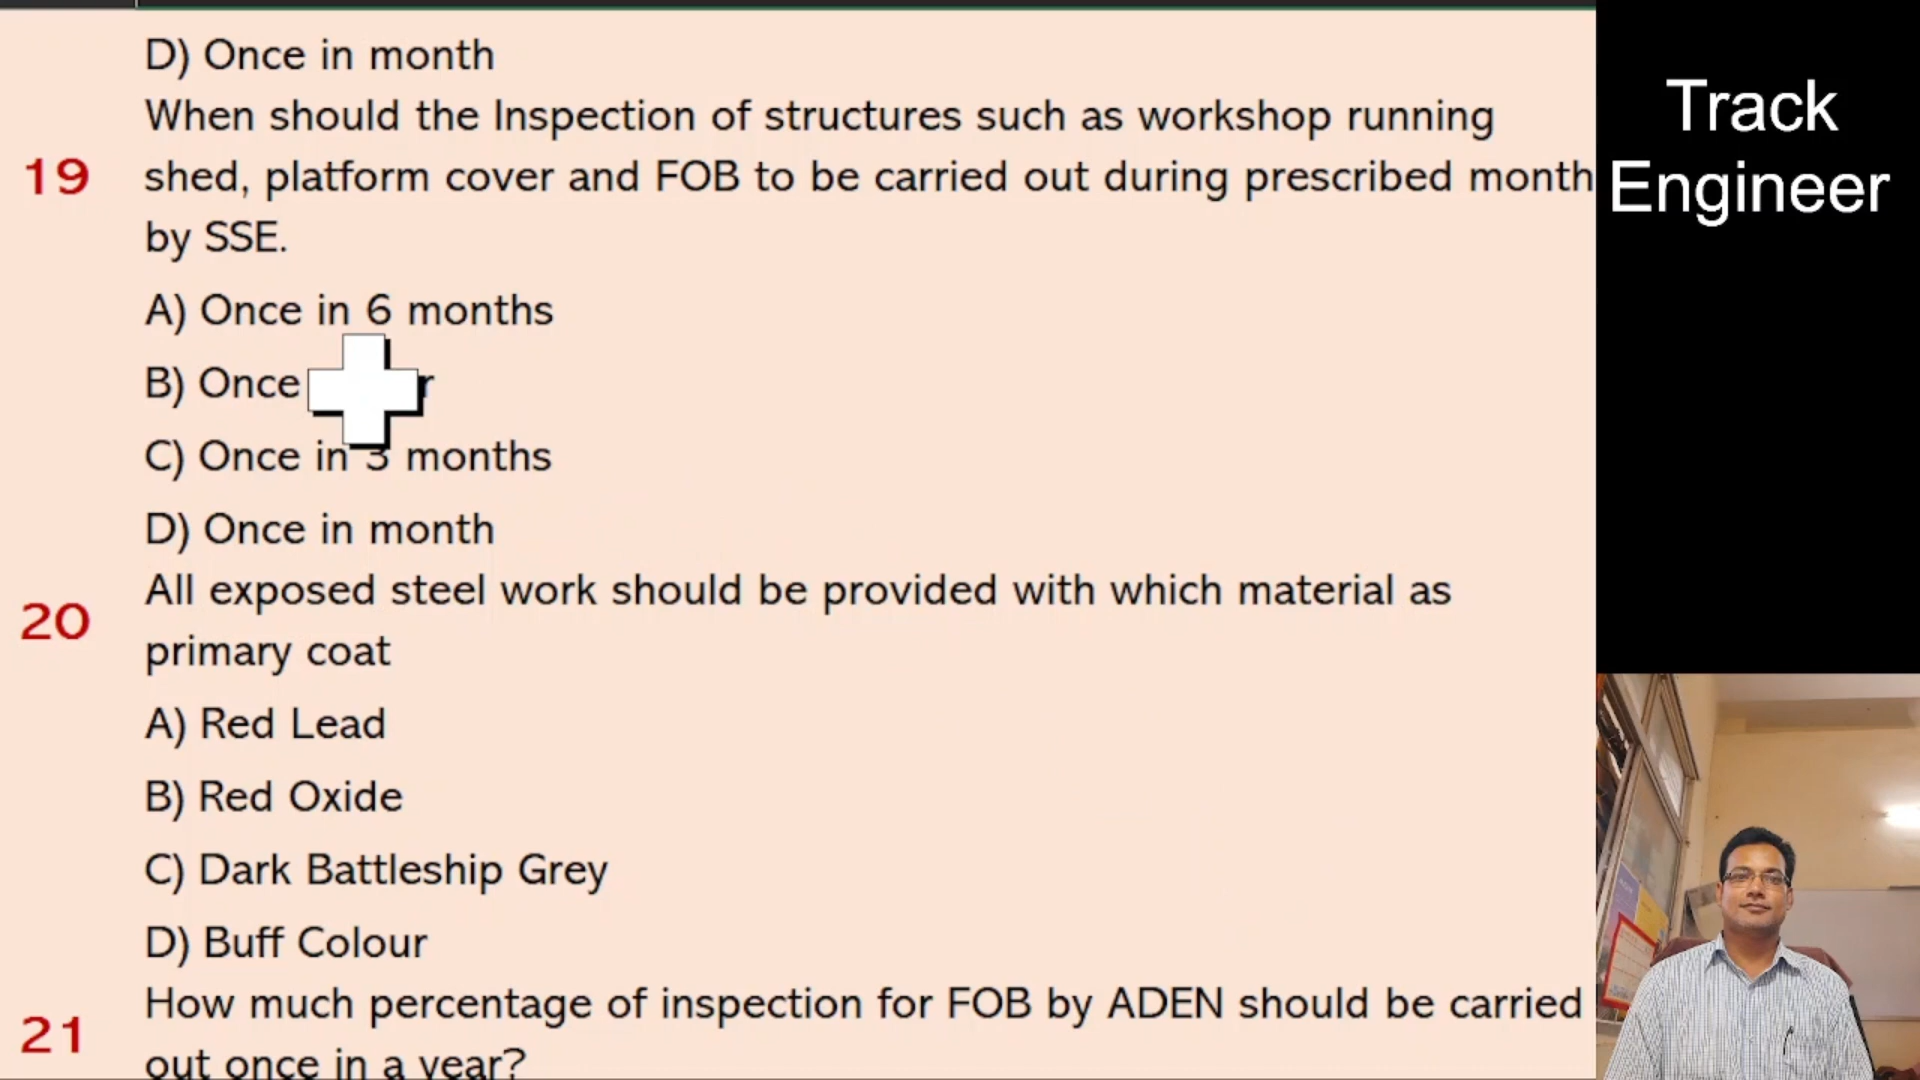 D) Once in month
When should the Inspection of structures such as workshop running
19 shed, platform cover and FOB to be carried out during prescribed month
by SSE.
A) Once in 6 months
B) Once
C) Once in 3 months
D) Once in month
All exposed steel work should be provided with which material as
20
primary coat
A) Red Lead
B) Red Oxide
C) Dark Battleship Grey
D) Buff Colour
How much percentage of inspection for FOB by ADEN should be carried
21
out once in a year?
Track
Engineer